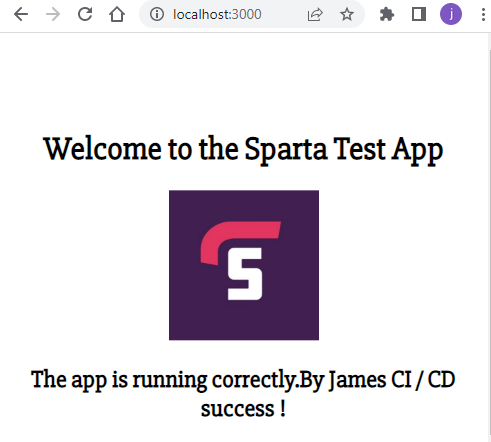 localhost:3000
j
Welcome to the Sparta Test App
S
The app is running correctly.By James CI / CD
success !